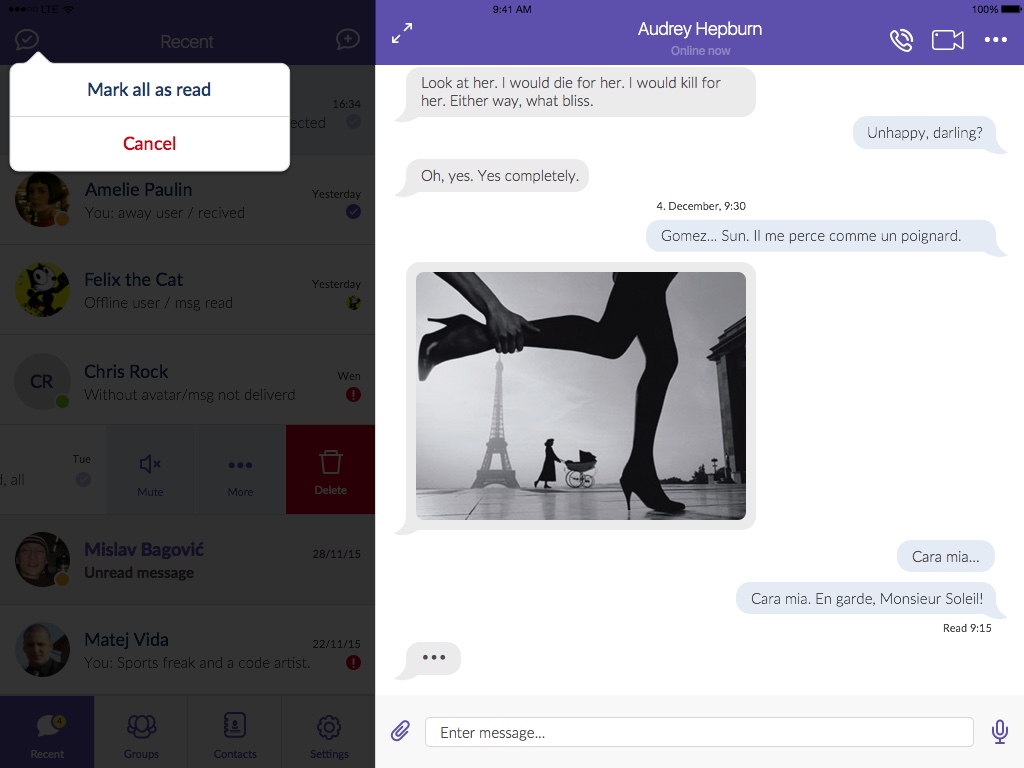 LTE
9:41 AM
100%
Recent
Audrey Hepburn
Online now
Mark all as read
Cancel
16:34
ected
Amelie Paulin
Yesterday
You: away user / recived
Felix the Cat
Yesterday
Offline user / msg read
CR
Chris Rock
Wen
Without avatar/msg not deliverd
Tue
d, all
Mute
More
Delete
Mislav Bagović
28/11/15
Unread message
Matej Vida
22/11/15
You: Sports freak and a code artist.
4
Recent
Groups
Contacts
Settings
Look at her. I would die for her. I would kill for
her. Either way, what bliss.
Unhappy, darling?
Oh, yes. Yes completely.
4. December, 9:30
Gomez... Sun. Il me perce comme un poignard.
Cara mia...
Cara mia. En garde, Monsieur Soleil!
Read 9:15
Enter message...